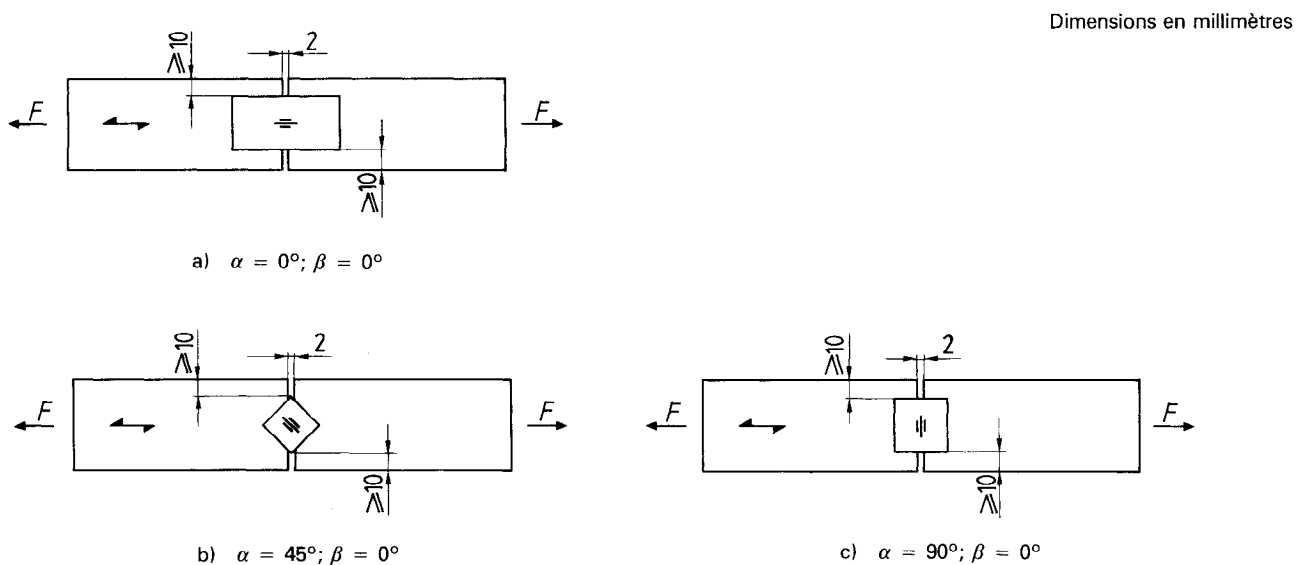 Dimensions en millimètres
≥10
2
F
F
≥10
a) α = 0°; β = 0°
≥10
2
F
F
≥10
b) α = 45°; β = 0°
≥10
2
F
F
≥10
c) α = 90°; β = 0°